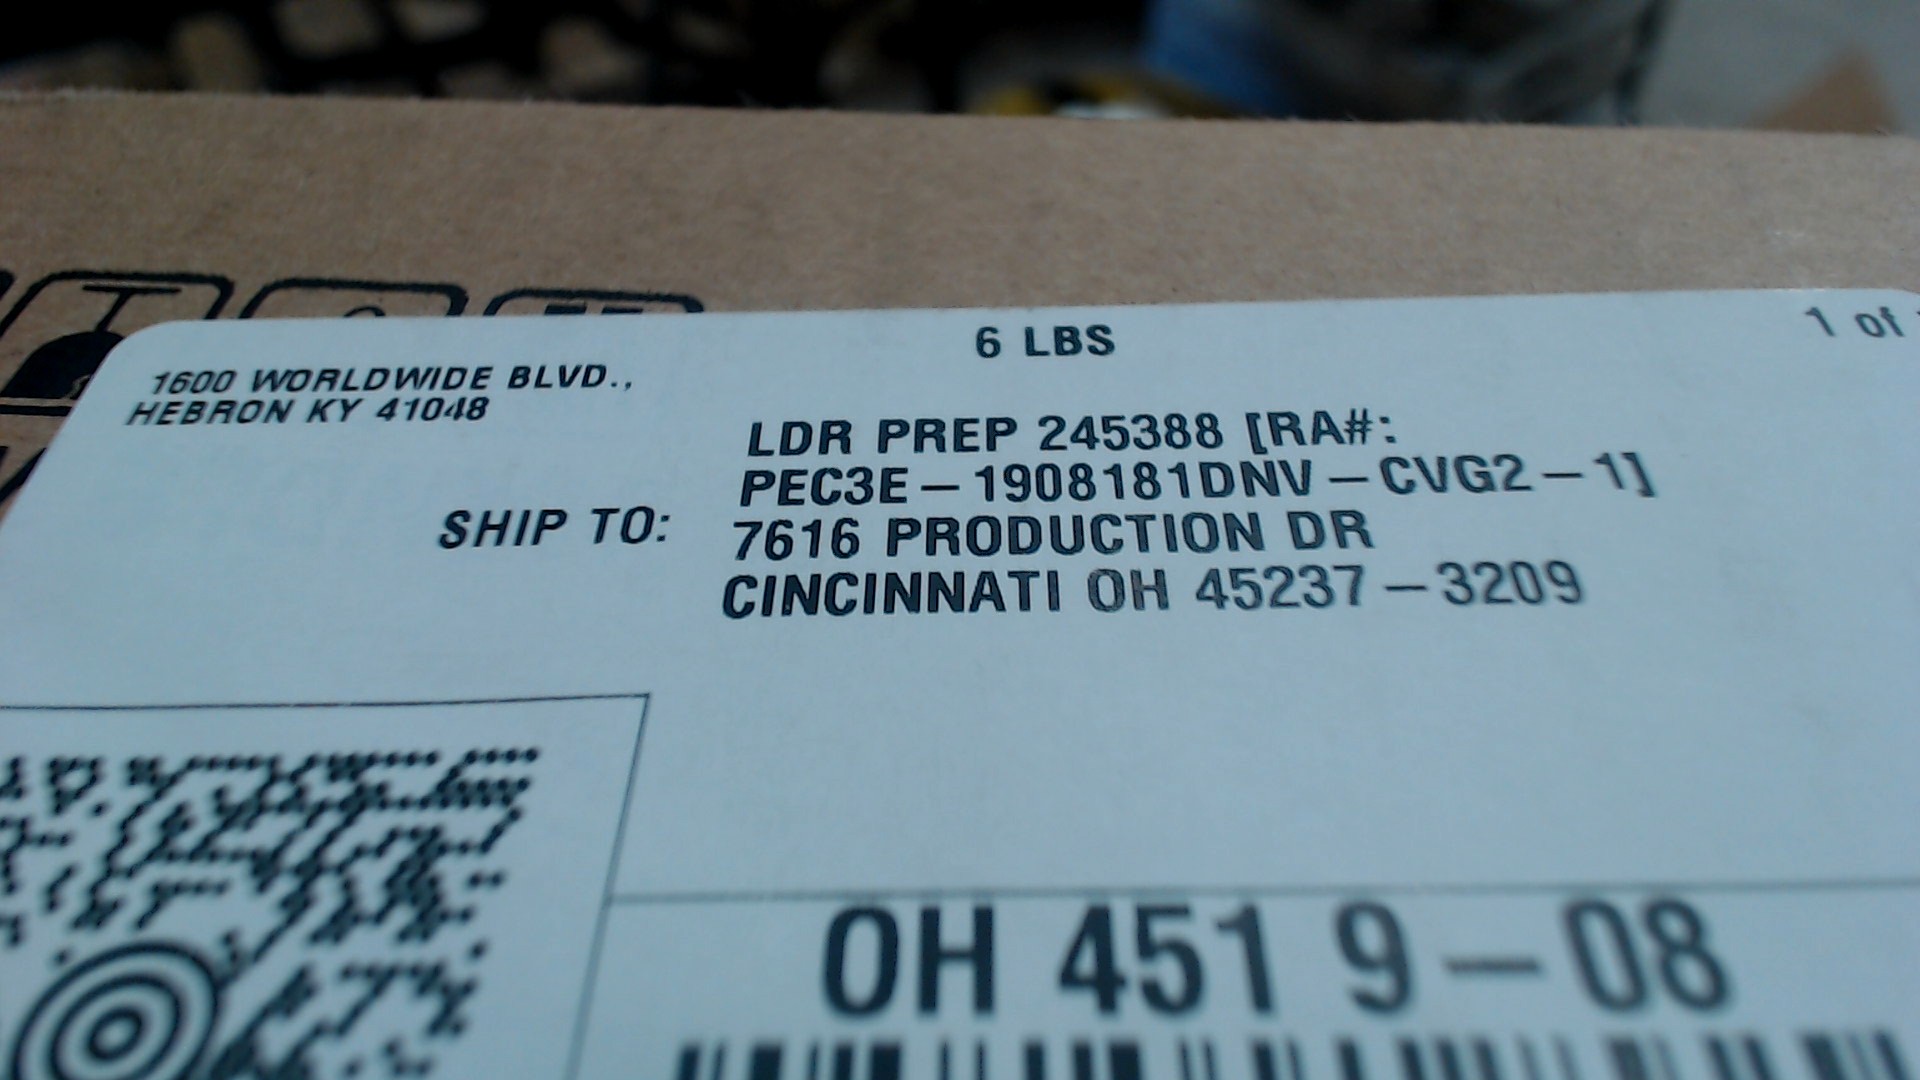 6 LBS
1 of
1600 WORLDWIDE BLVD.,
HEBRON KY 41048
LDR PREP 245388 [RA#:
PEC3E-1908181DNV-CVG2-1]
SHIP TO: 7616 PRODUCTION DR
CINCINNATI OH 45237-3209
OH 451 9-08